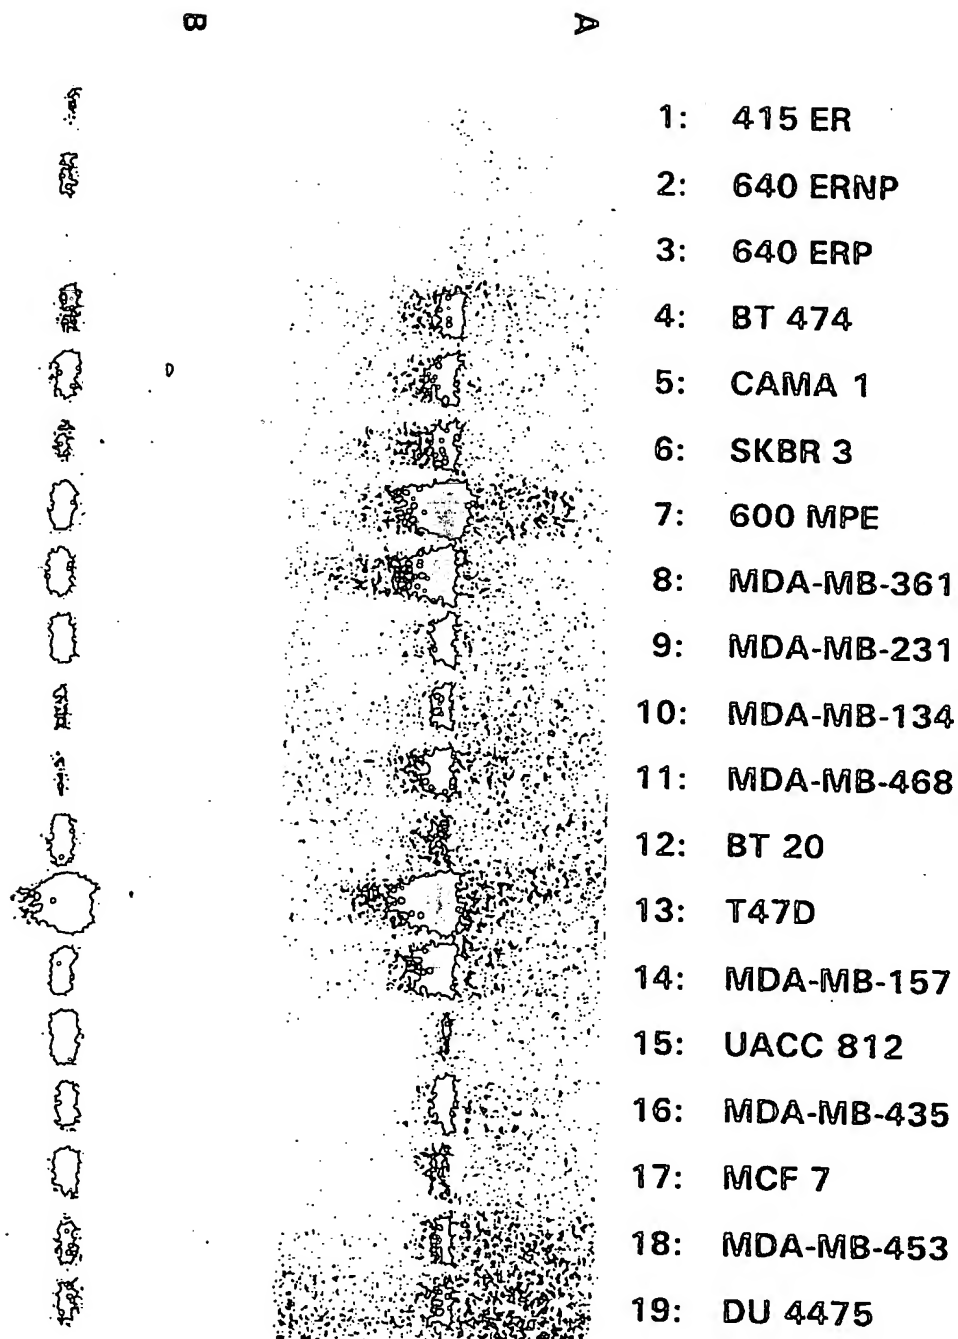 B
A
1: 415 ER
2: 640 ERNP
3: 640 ERP
4: BT 474
5: CAMA 1
6: SKBR 3
7: 600 MPE
8: MDA-MB-361
9: MDA-MB-231
10: MDA-MB-134
11: MDA-MB-468
12: BT 20
13: T47D
14: MDA-MB-157
15: UACC 812
16: MDA-MB-435
17: MCF 7
18: MDA-MB-453
19: DU 4475